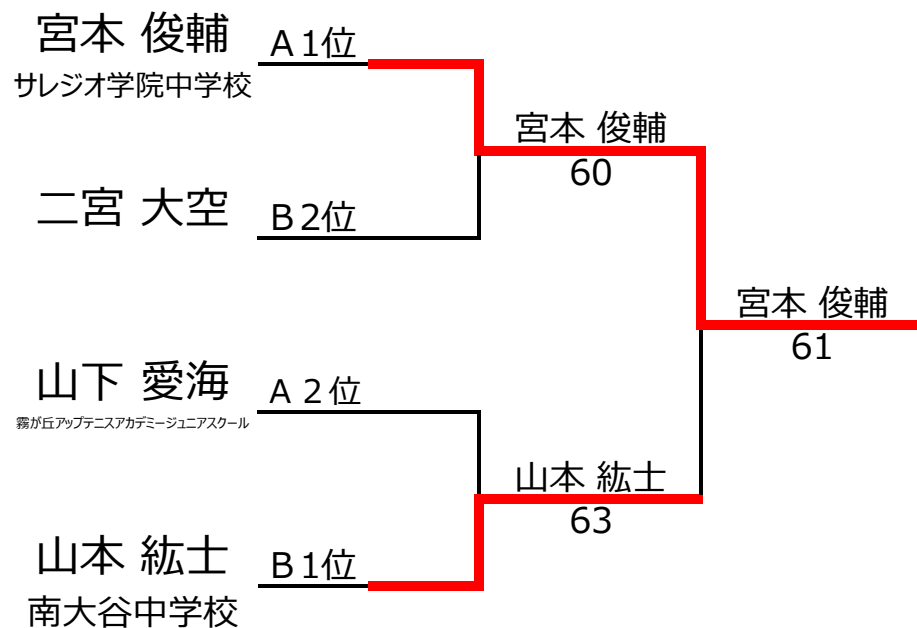 宮本 俊輔
サレジオ学院中学校
A 1位
二宮 大空
B 2位
宮本 俊輔
60
山下 愛海
霧が丘アップテニスアカデミージュニアスクール
A 2位
山本 紘士
南大谷中学校
B 1位
山本 紘士
63
宮本 俊輔
61